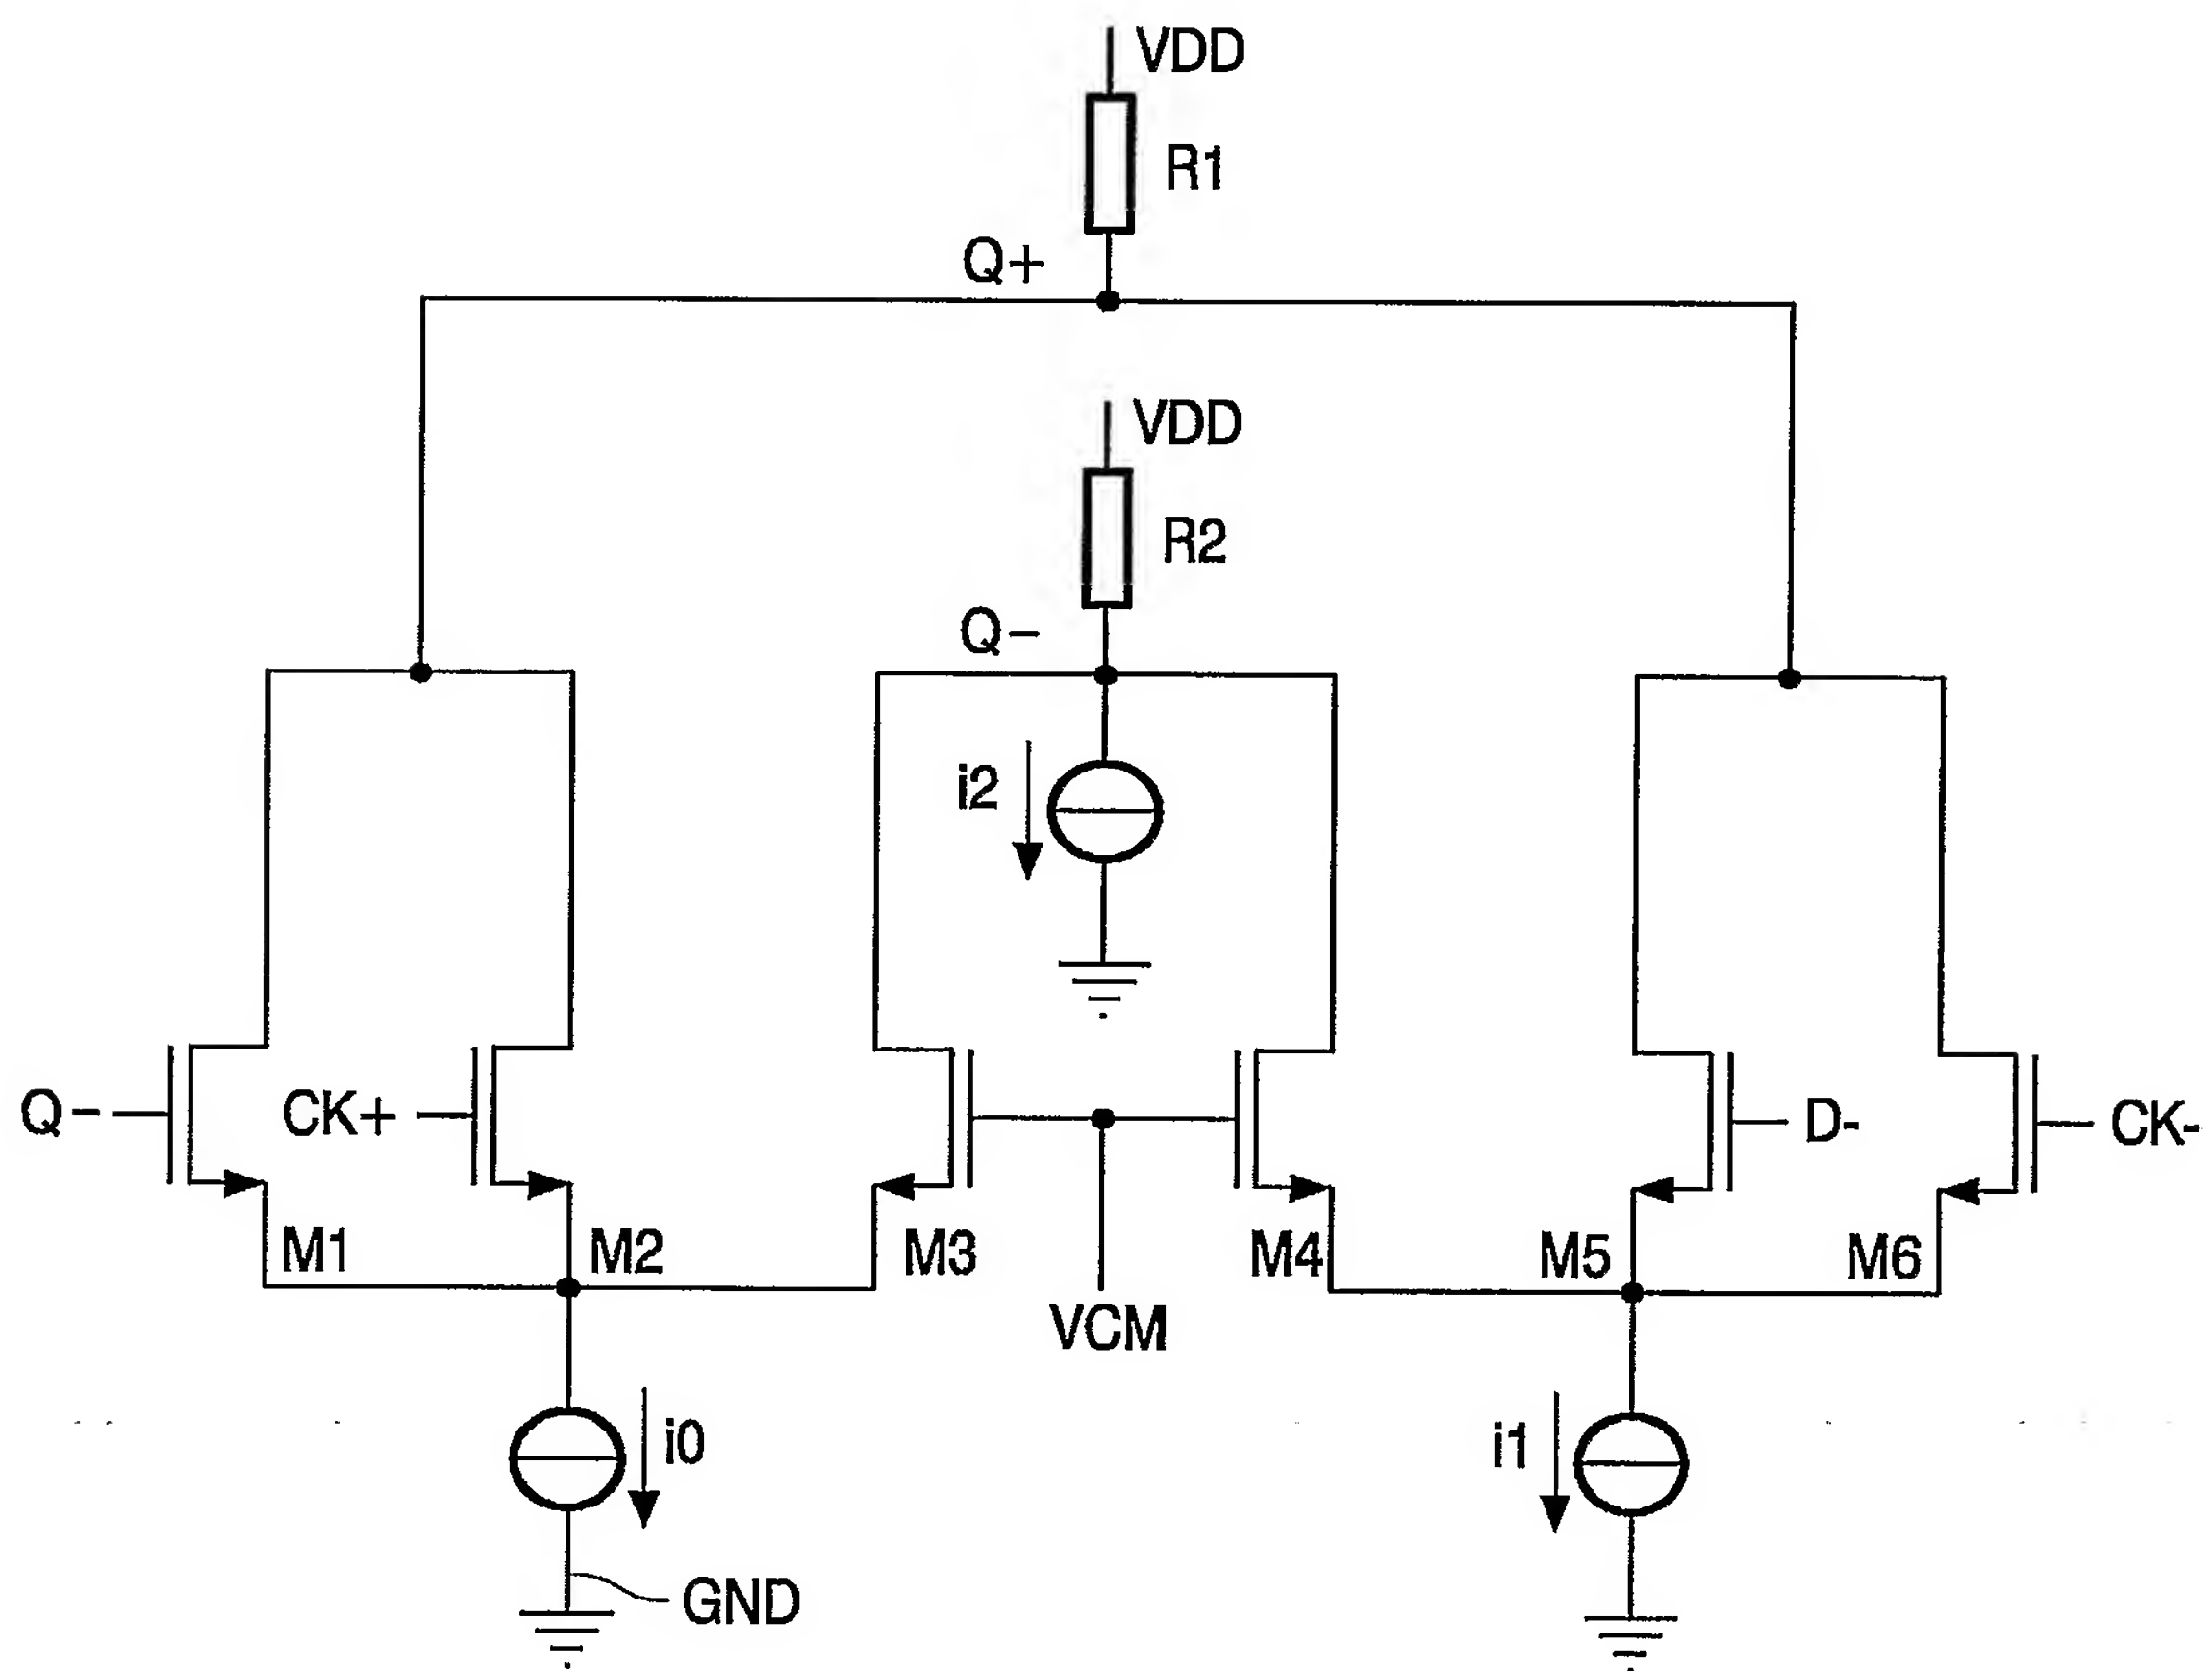 VDD
R1
Q+
VDD
R2
Q-
i2
Q-
CK+
D-
CK-
M1
M2
M3
M4
M5
M6
VCM
i0
i1
GND